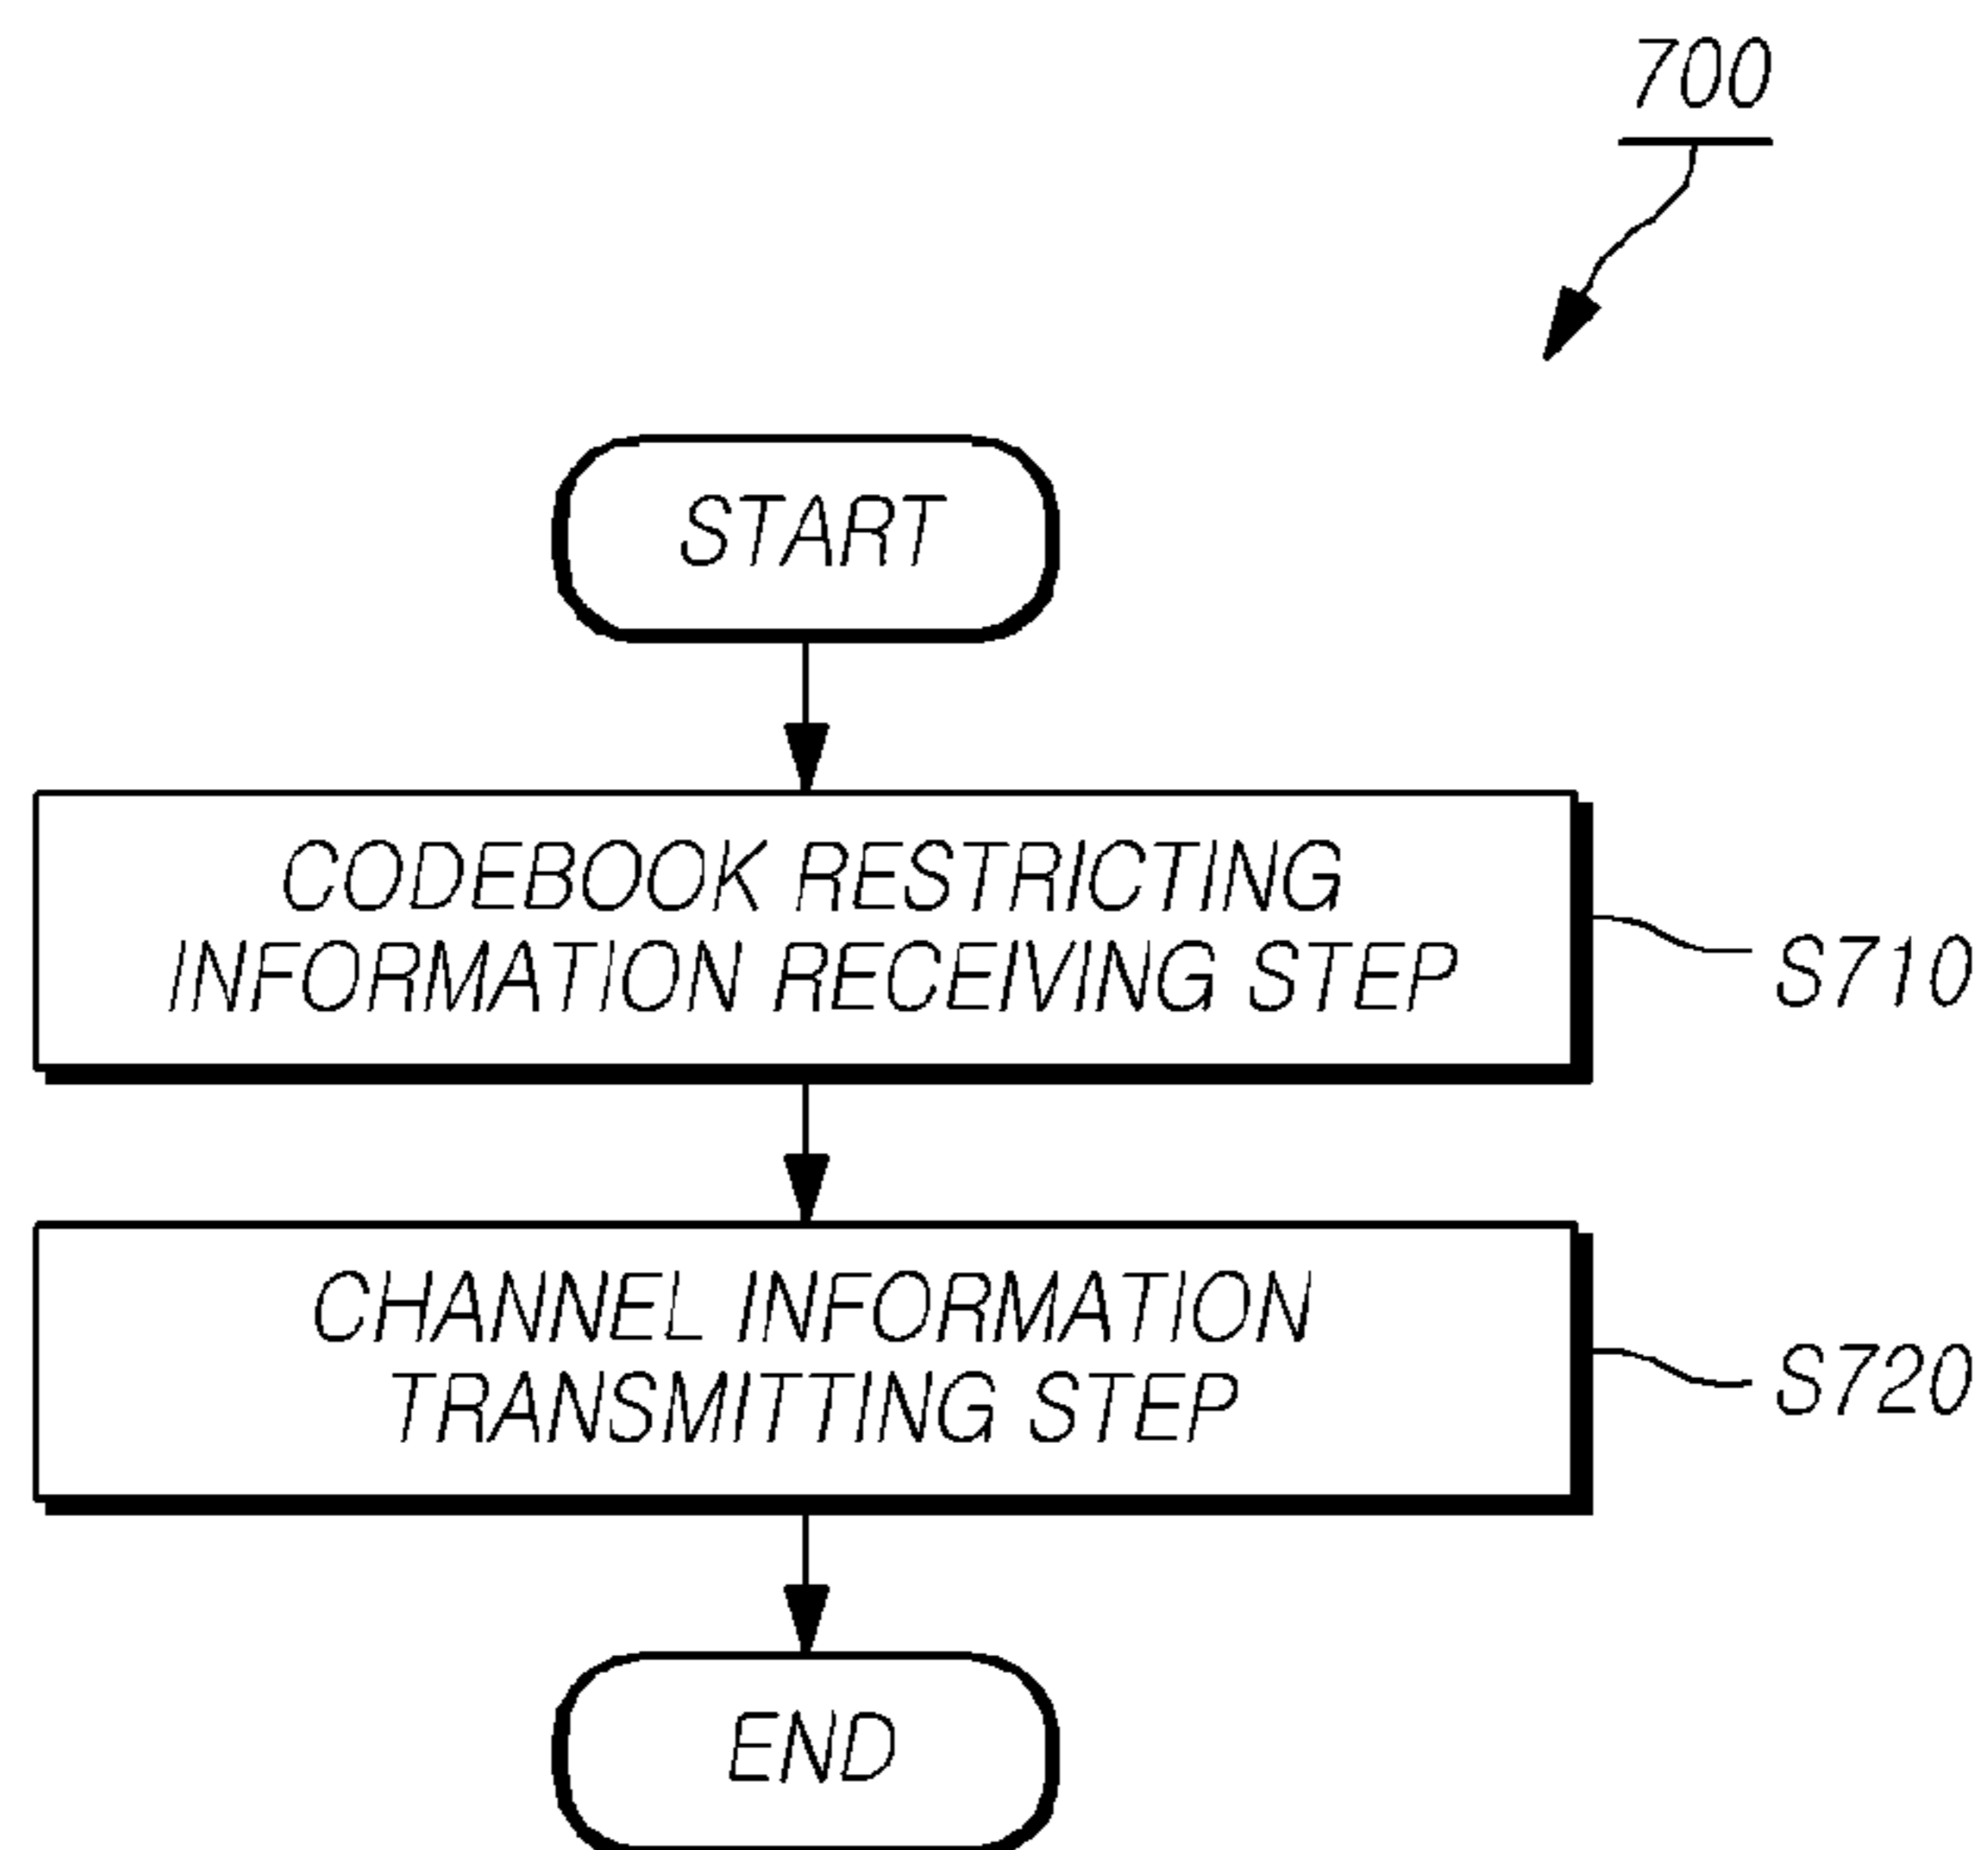 700
START
CODEBOOK RESTRICTING
INFORMATION RECEIVING STEP
S710
CHANNEL INFORMATION
TRANSMITTING STEP
S720
END